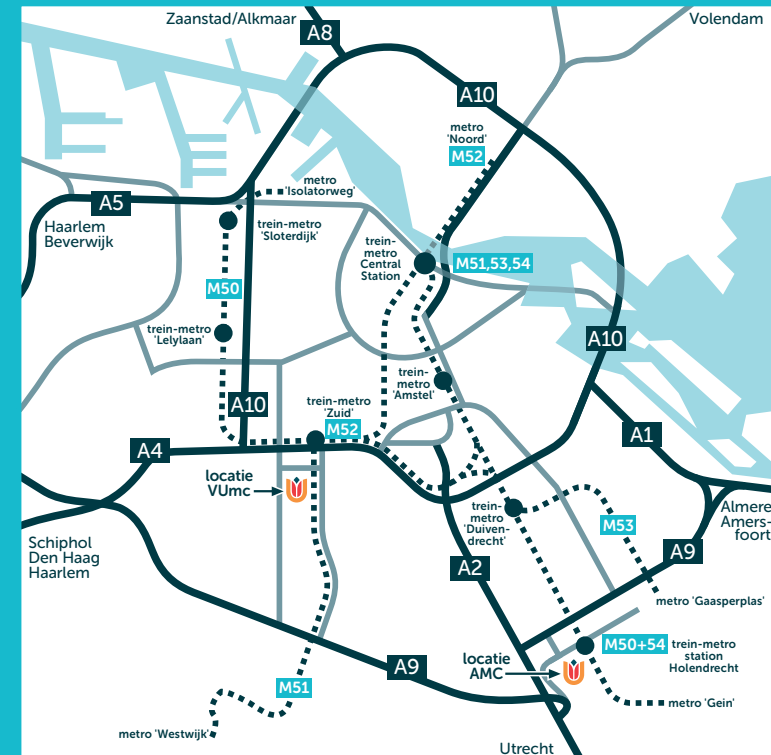 Zaanstad/Alkmaar
Volendam
A8
A10
metro
'Noord'
M52
metro
'Isolatorweg'
A5
Haarlem
Beverwijk
trein-metro
'Sloterdijk'
trein-
metro
Central
Station
M51,53,54
M50
trein-metro
'Lelylaan'
A10
trein-
metro
'Amstel'
A10
trein-metro
'Zuid'
M52
A1
A4
locatie
VUmc
trein-
metro
'Duiven-
drecht'
M53
Almere
Amers-
foort
Schiphol
Den Haag
Haarlem
A2
A9
metro 'Gaasperplas'
M50+54
trein-metro
station
Holendrecht
locatie
AMC
A9
M51
metro 'Gein'
metro 'Westwijk'
Utrecht